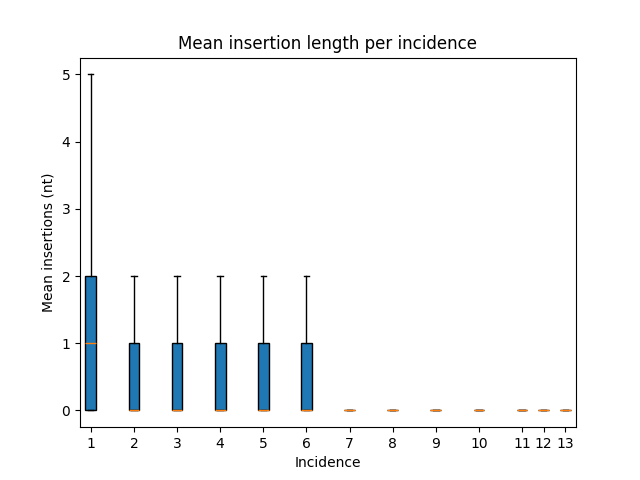 Mean insertion length per incidence
Mean insertions (nt)
5
4
3
2
1
0
1 2 3 4 5 6 7 8 9 10 11 12 13
Incidence